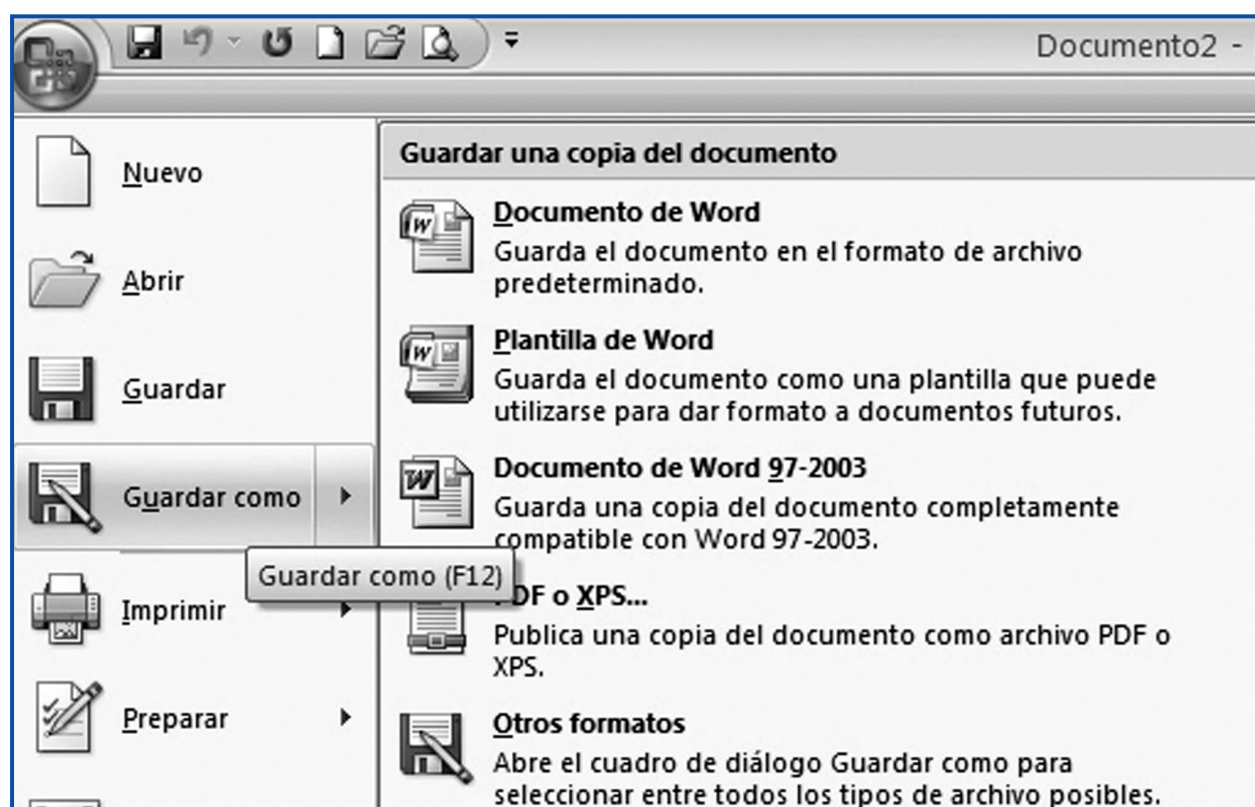 Documento2 -
Nuevo
Abrir
Guardar
Guardar como
Guardar como (F12)
Imprimir
Preparar
Guardar una copia del documento
Documento de Word
Guarda el documento en el formato de archivo
predeterminado.
Plantilla de Word
Guarda el documento como una plantilla que puede
utilizarse para dar formato a documentos futuros.
Documento de Word 97-2003
Guarda una copia del documento completamente
compatible con Word 97-2003.
DF o XPS...
Publica una copia del documento como archivo PDF o
XPS.
Otros formatos
Abre el cuadro de diálogo Guardar como para
seleccionar entre todos los tipos de archivo posibles.